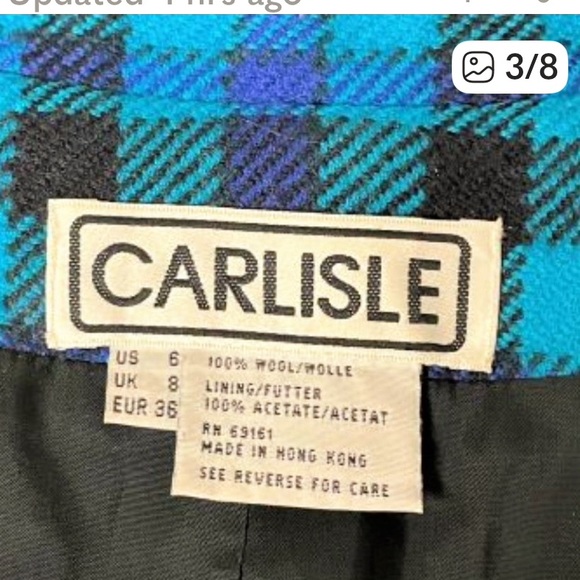 Updated 4 hrs ago
3/8
CARLISLE
US 6
UK 8
EUR 36
100% WOOL/WOLLE
LINING/FUTTER
100% ACETATE/ACETAT
RN 69161
MADE IN HONG KONG
SEE REVERSE FOR CARE